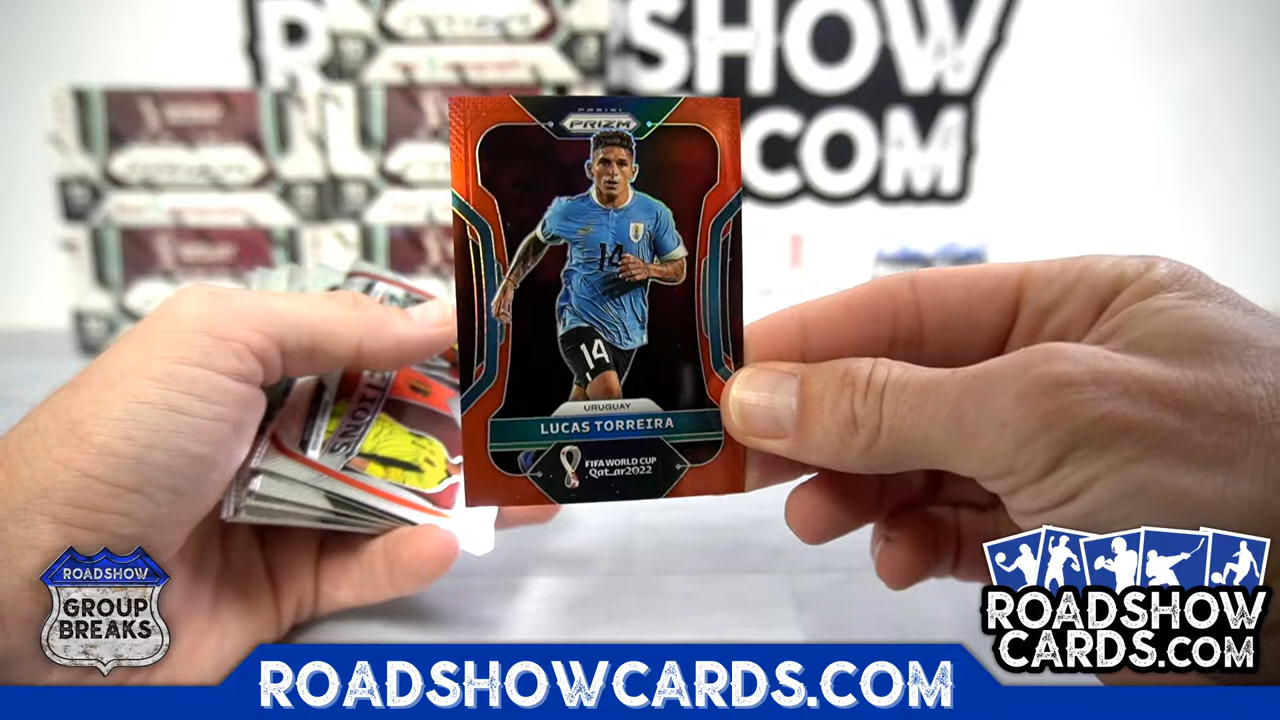 SHOW
.COM
PANINI
PRIZM
14
14
URUGUAY
LUCAS TORREIRA
FIFA WORLD CUP
Qatar2022
ROADSHOW
GROUP
BREAKS
ROADSHOW
CARDS.COM
ROADSHOWCARDS.COM